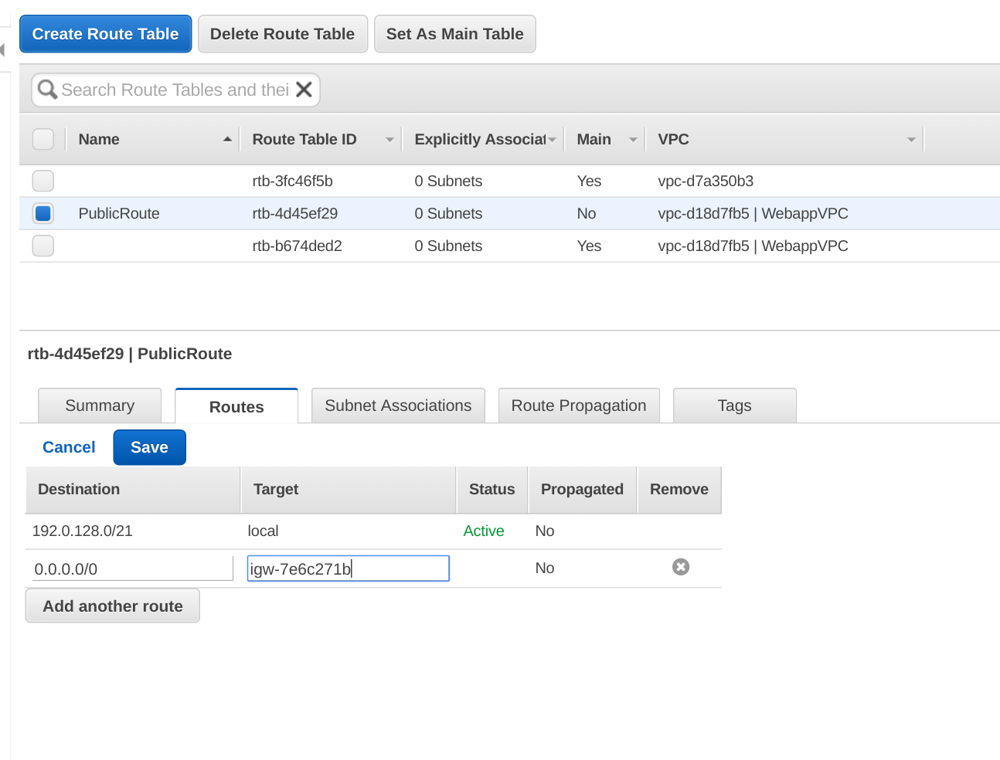 Create Route Table Delete Route Table Set As Main Table
Search Route Tables and thei
Name Route Table ID Explicitly Associat Main VPC
rtb-3fc46f5b 0 Subnets Yes vpc-d7a350b3
PublicRoute rtb-4d45ef29 0 Subnets No vpc-d18d7fb5 | WebappVPC
rtb-b674ded2 0 Subnets Yes vpc-d18d7fb5 | WebappVPC
rtb-4d45ef29 | PublicRoute
Summary Routes Subnet Associations Route Propagation Tags
Cancel Save
Destination Target Status Propagated Remove
192.0.128.0/21 local Active No
0.0.0.0/0 igw-7e6c271b No
Add another route